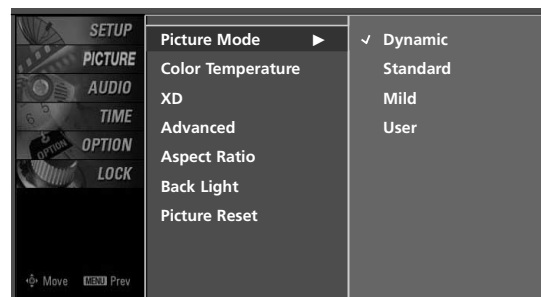 SETUP
PICTURE
AUDIO
TIME
OPTION
LOCK
Move MENU Prev
Picture Mode ▶
Color Temperature
XD
Advanced
Aspect Ratio
Back Light
Picture Reset
✓ Dynamic
Standard
Mild
User